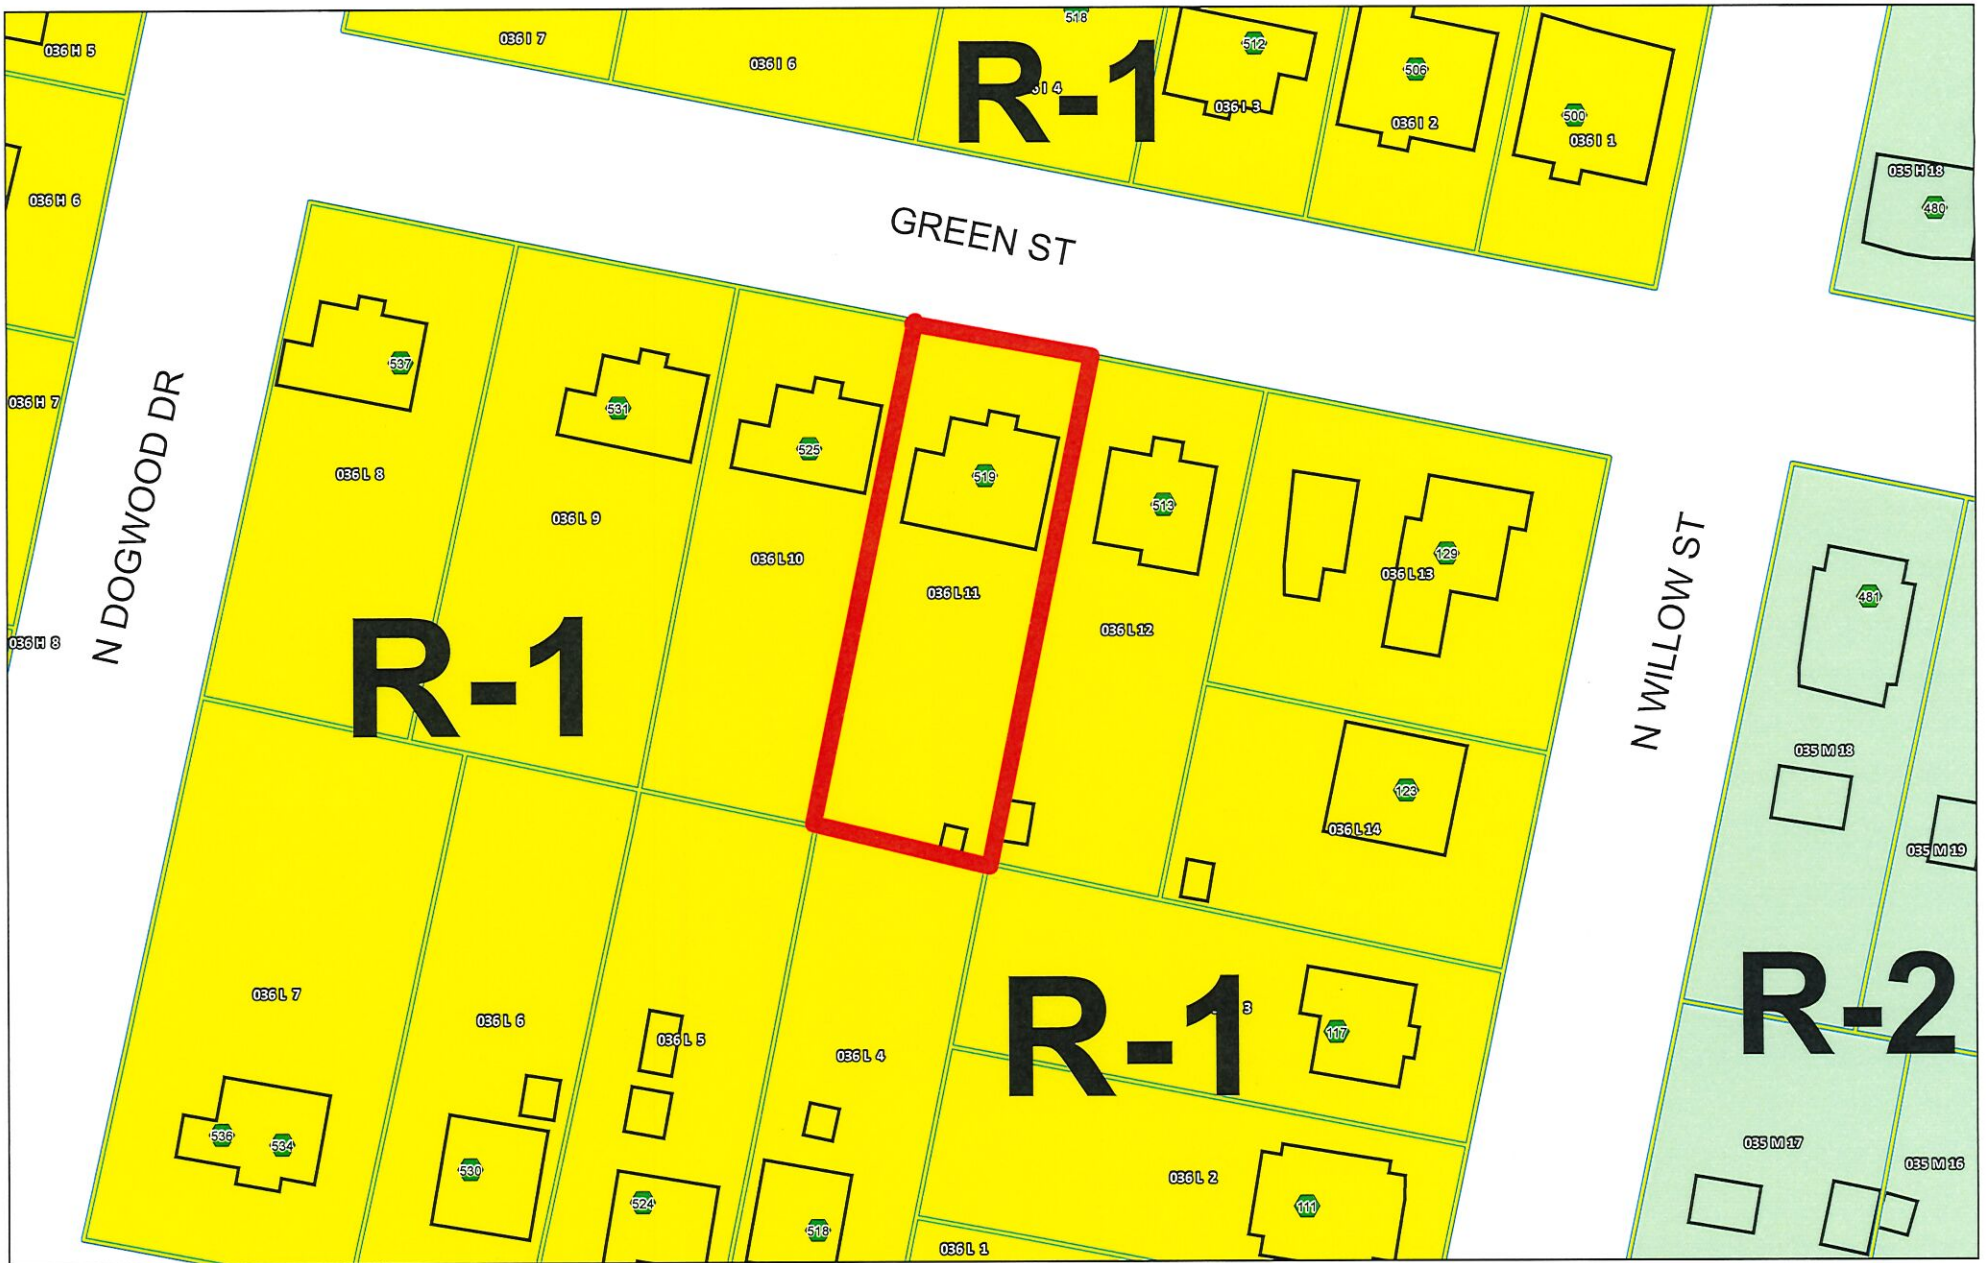 518
036 H 5
036 I 7
036 I 6
R-1
I 4
512
036 I 3
506
036 I 2
500
036 I 1
035 H 18
480
036 H 6
GREEN ST
537
036 L 8
531
036 L 9
525
036 L 10
519
036 L 11
513
036 L 12
129
036 L 13
036 H 7
N DOGWOOD DR
036 H 8
R-1
N WILLOW ST
481
035 M 18
123
036 L 14
035 M 19
036 L 7
036 L 6
036 L 5
036 L 4
R-1
3
117
R-2
536
534
530
524
518
036 L 2
111
036 L 1
035 M 17
035 M 16